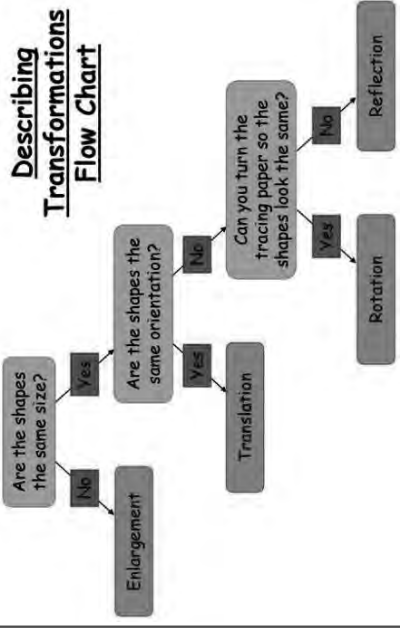 Describing
Transformations
Flow Chart
Are the shapes
the same size?
No
Yes
Enlargement
Are the shapes the
same orientation?
Yes
No
Translation
Can you turn the
tracing paper so the
shapes look the same?
Yes
No
Rotation
Reflection